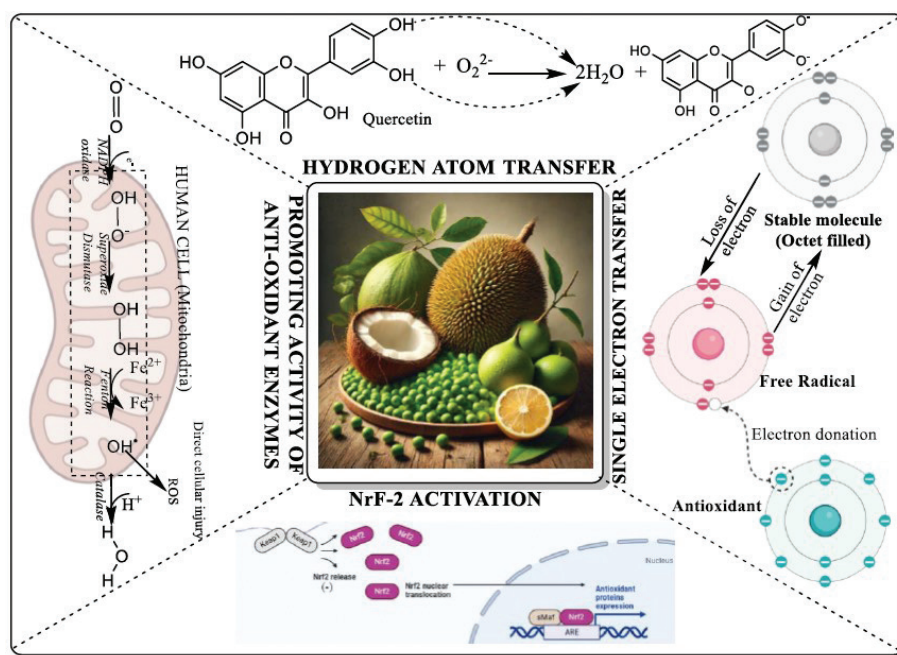 OH
OH
HO
O
+ O₂²⁻
2H₂O
+
OH
OH
O
Quercetin
O⁻
O⁻
HO
O
O
OH
O
HYDROGEN ATOM TRANSFER
PROMOTING ACTIVITY OF
ANTI-OXIDANT ENZYMES
SINGLE ELECTRON TRANSFER
NrF-2 ACTIVATION
O
O
NADPH
oxidase
e-
OH
O
Superoxide
Dismutase
OH
OH
Fe²⁺
Fenton
Reaction
Fe³⁺
OH•
Catalase
H⁺
H
O
H
HUMAN CELL (Mitochondria)
Direct cellular injury
ROS
Stable molecule
(Octet filled)
Loss of
electron
Gain of
electron
Free Radical
Electron donation
Antioxidant
Keap1
Keap1
Nrf2
Nrf2
Nrf2
Nrf2
Nrf2 release
(-)
Nrf2 nuclear
translocation
Nucleus
Antioxidant
proteins
expression
sMaf
Nrf2
ARE